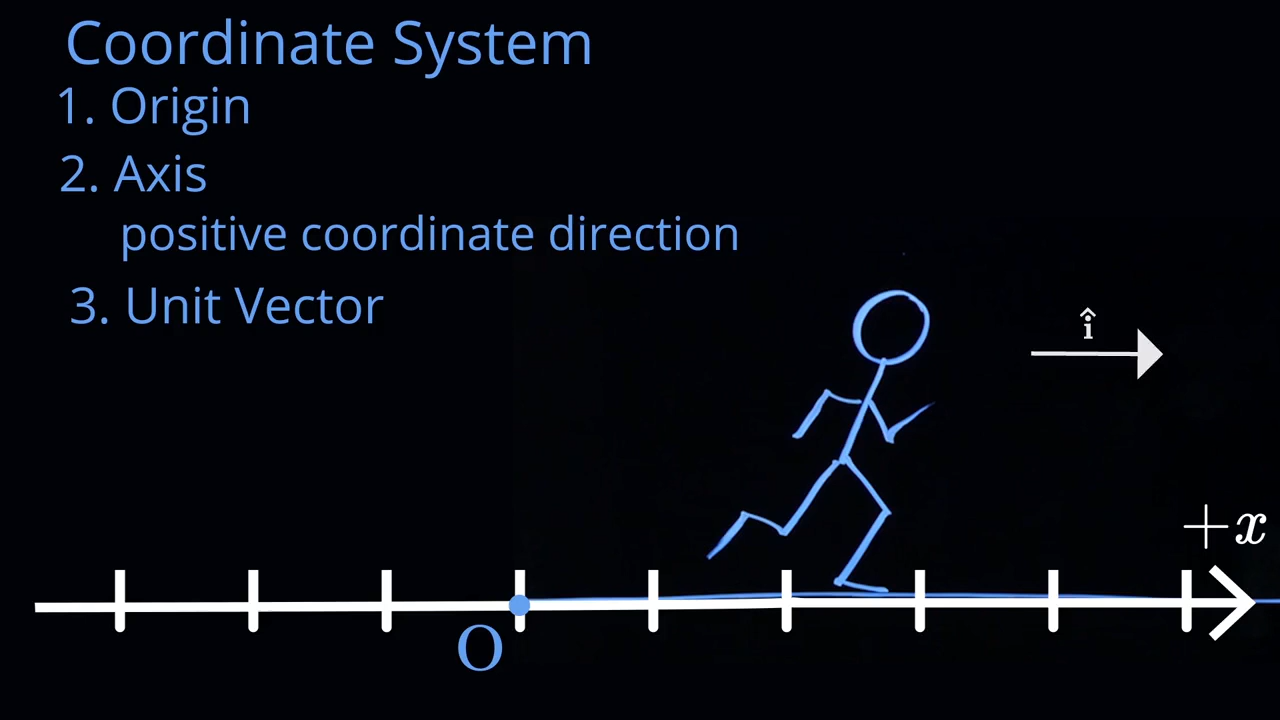 Coordinate System
1. Origin
2. Axis
positive coordinate direction
3. Unit Vector
î
+x
O